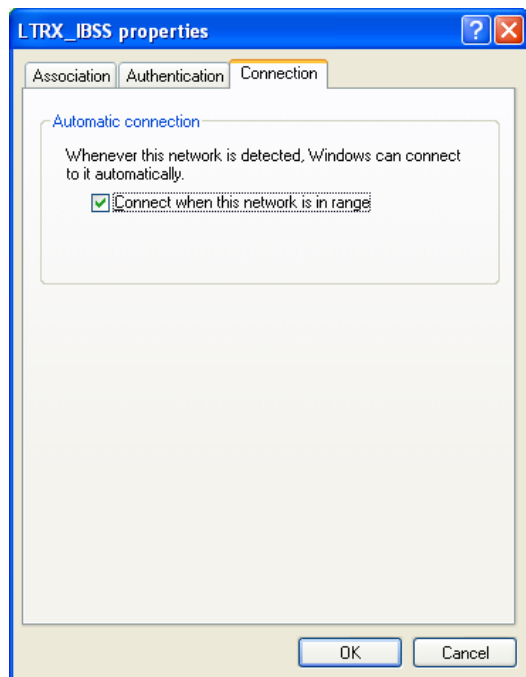 LTRX_IBSS properties
Association
Authentication
Connection
Automatic connection
Whenever this network is detected, Windows can connect
to it automatically.
Connect when this network is in range
OK
Cancel